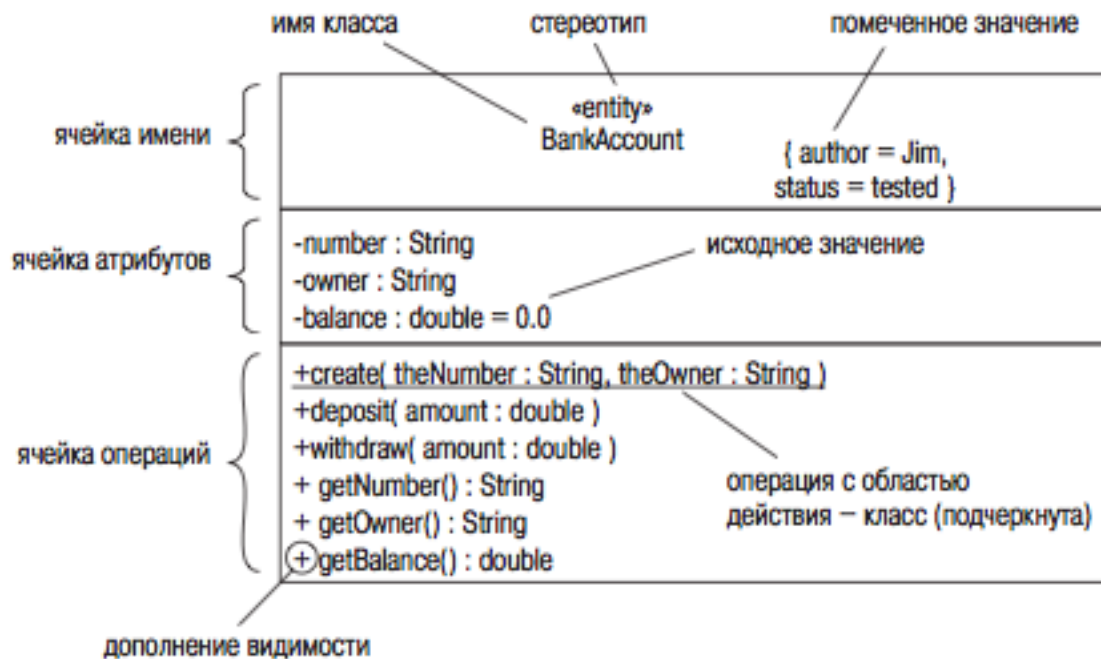 имя класса стереотип помеченное значение
«entity»
ячейка имени BankAccount
{ author = Jim,
status = tested }
-number : String исходное значение
ячейка атрибутов -owner : String
-balance : double = 0.0
+create( theNumber : String, theOwner : String )
+deposit( amount : double )
ячейка операций +withdraw( amount : double )
+ getNumber() : String операция с областью
+ getOwner() : String действия – класс (подчеркнута)
+getBalance() : double
дополнение видимости